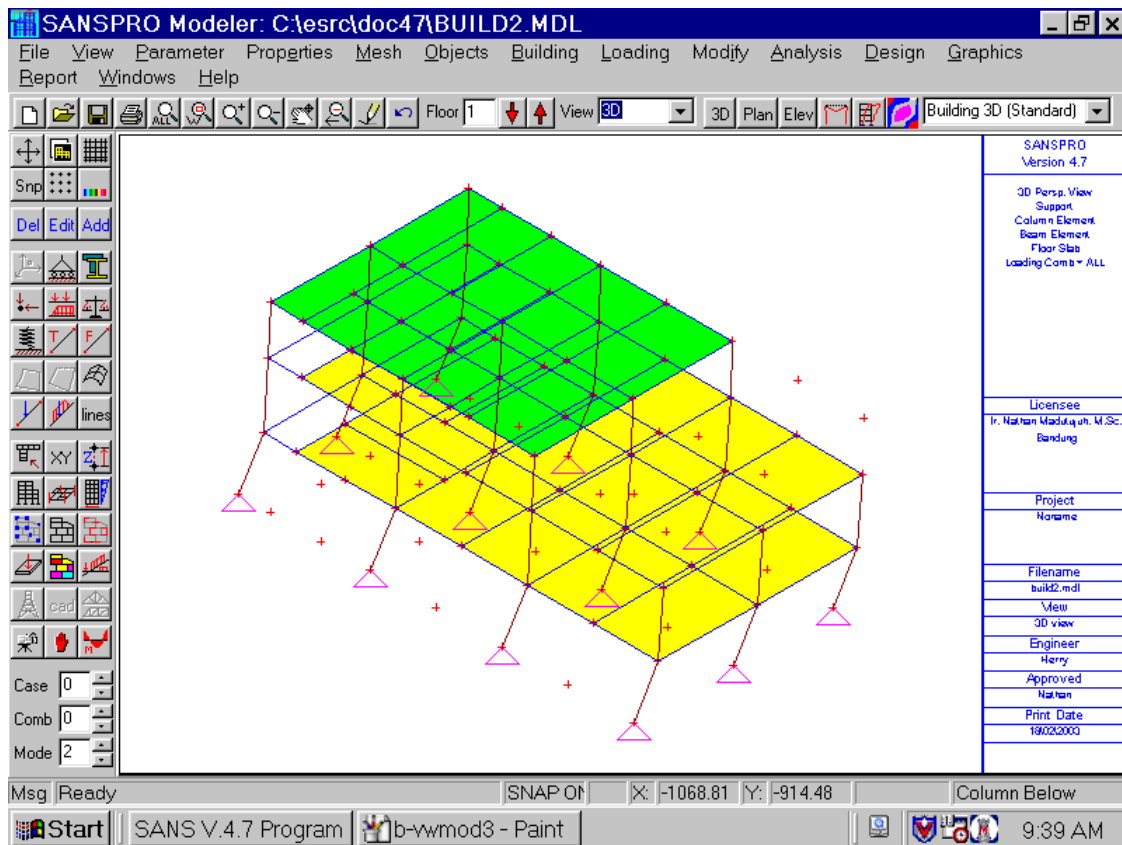 SANSPRO Modeler: C:\esrc\doc47\BUILD2.MDL
File View Parameter Properties Mesh Objects Building Loading Modify Analysis Design Graphics
Report Windows Help
ALL Floor 1 View 3D 3D Plan Elev Building 3D (Standard)
Snp
Del Edit Add
T F
lines
XY Z
cad
M
Case 0
Comb 0
Mode 2
SANSPRO
Version 4.7
3D Persp. View
Support
Column Element
Beam Element
Floor Slab
Loading Comb = ALL
Licensee
Ir. Nathan Madutujuh, M.Sc.
Bandung
Project
Noname
Filename
build2.mdl
View
3D view
Engineer
Herry
Approved
Nathan
Print Date
18/02/2003
Msg Ready SNAP ON X: -1068.81 Y: -914.48 Column Below
Start SANS V.4.7 Program b-vwmod3 - Paint 9:39 AM